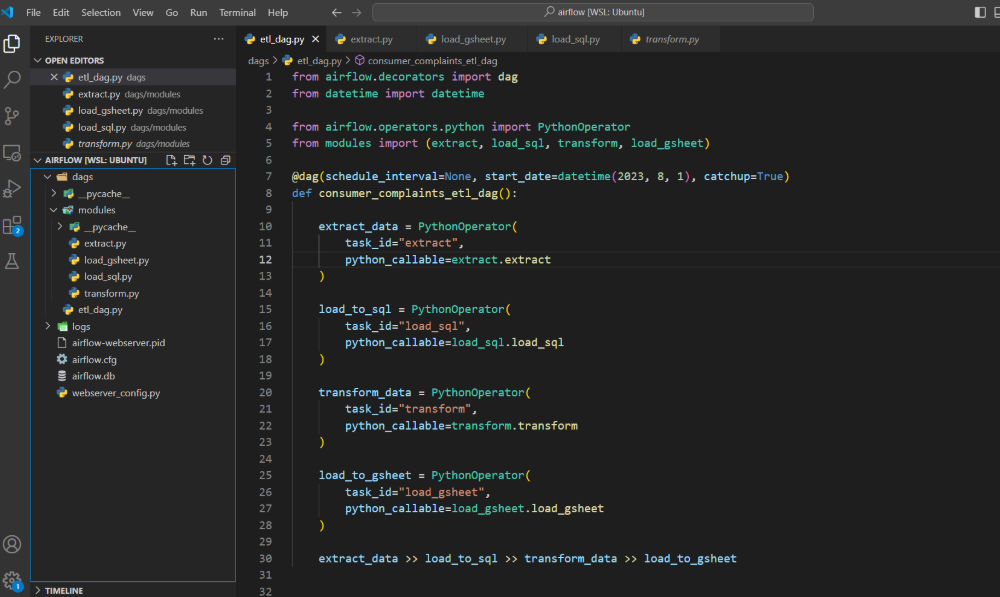 File Edit Selection View Go Run Terminal Help
airflow [WSL: Ubuntu]
EXPLORER
OPEN EDITORS
etl_dag.py dags
extract.py dags/modules
load_gsheet.py dags/modules
load_sql.py dags/modules
transform.py dags/modules
AIRFLOW [WSL: UBUNTU]
dags
__pycache__
modules
__pycache__
extract.py
load_gsheet.py
load_sql.py
transform.py
etl_dag.py
logs
airflow-webserver.pid
airflow.cfg
airflow.db
webserver_config.py
TIMELINE
2
1
etl_dag.py extract.py load_gsheet.py load_sql.py transform.py
dags > etl_dag.py > consumer_complaints_etl_dag
1 from airflow.decorators import dag
2 from datetime import datetime
3
4 from airflow.operators.python import PythonOperator
5 from modules import (extract, load_sql, transform, load_gsheet)
6
7 @dag(schedule_interval=None, start_date=datetime(2023, 8, 1), catchup=True)
8 def consumer_complaints_etl_dag():
9
10 extract_data = PythonOperator(
11 task_id="extract",
12 python_callable=extract.extract
13 )
14
15 load_to_sql = PythonOperator(
16 task_id="load_sql",
17 python_callable=load_sql.load_sql
18 )
19
20 transform_data = PythonOperator(
21 task_id="transform",
22 python_callable=transform.transform
23 )
24
25 load_to_gsheet = PythonOperator(
26 task_id="load_gsheet",
27 python_callable=load_gsheet.load_gsheet
28 )
29
30 extract_data >> load_to_sql >> transform_data >> load_to_gsheet
31
32